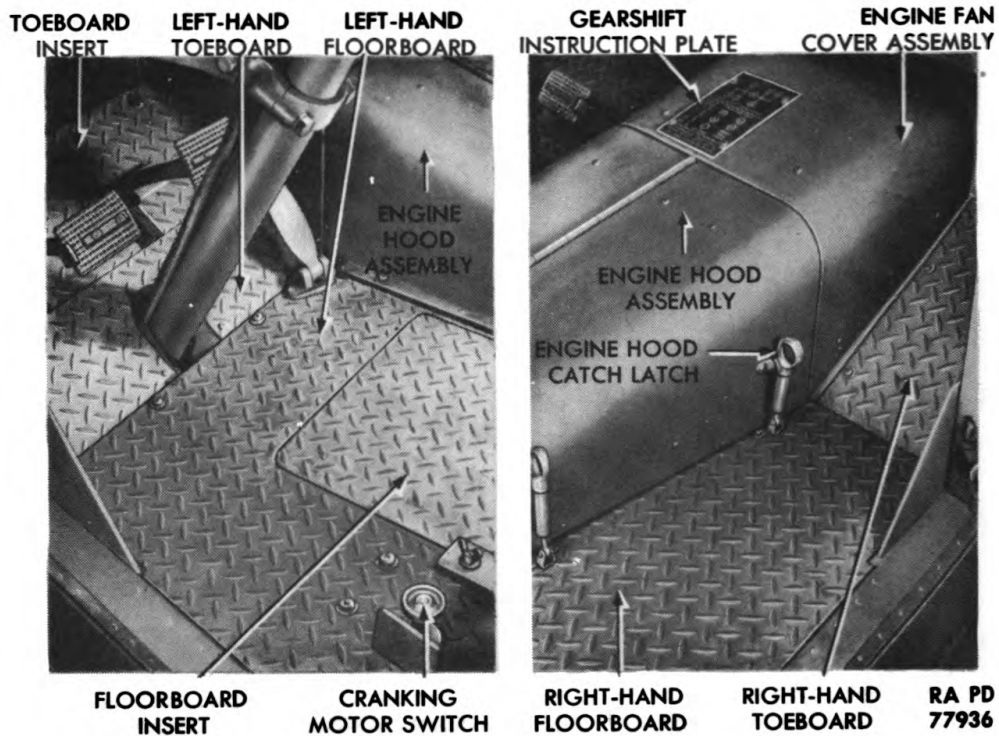 TOEBOARD
INSERT
LEFT-HAND
TOEBOARD
LEFT-HAND
FLOORBOARD
GEARSHIFT
INSTRUCTION PLATE
ENGINE FAN
COVER ASSEMBLY
ENGINE
HOOD
ASSEMBLY
ENGINE HOOD
ASSEMBLY
ENGINE HOOD
CATCH LATCH
FLOORBOARD
INSERT
CRANKING
MOTOR SWITCH
RIGHT-HAND
FLOORBOARD
RIGHT-HAND
TOEBOARD
RA PD
77936